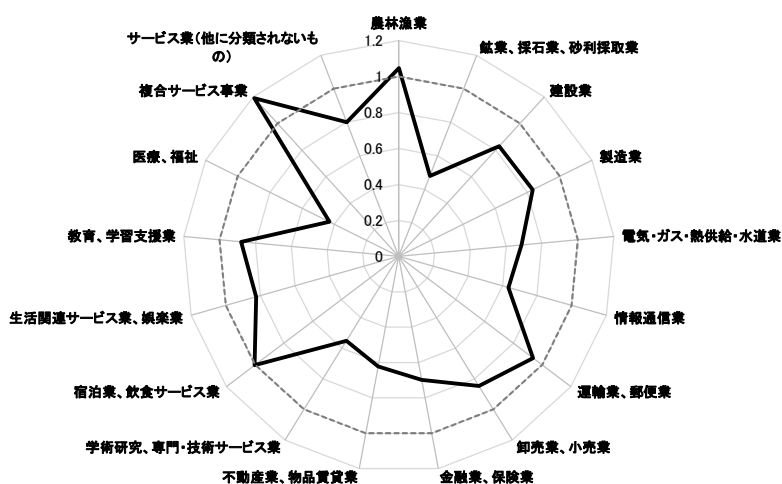 農林漁業
鉱業、採石業、砂利採取業
建設業
製造業
電気・ガス・熱供給・水道業
情報通信業
運輸業、郵便業
卸売業、小売業
金融業、保険業
不動産業、物品賃貸業
学術研究、専門・技術サービス業
宿泊業、飲食サービス業
生活関連サービス業、娯楽業
教育、学習支援業
医療、福祉
複合サービス事業
サービス業(他に分類されないも
の)
1.2
1
0.8
0.6
0.4
0.2
0